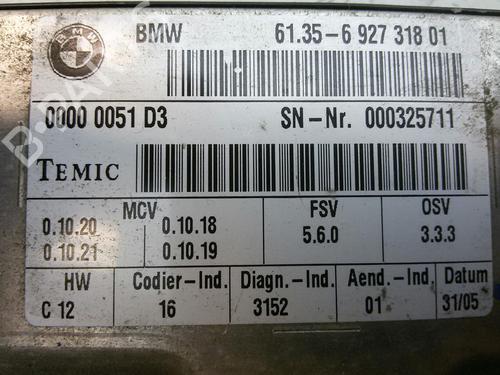 BMW
BMW 61.35-6 927 318 01
0000 0051 D3 SN-Nr. 000325711
TEMIC
MCV FSV OSV
0.10.20 0.10.18 5.6.0 3.3.3
0.10.21 0.10.19
HW Codier-Ind. Diagn.-Ind. Aend.-Ind. Datum
C 12 16 3152 01 31/05